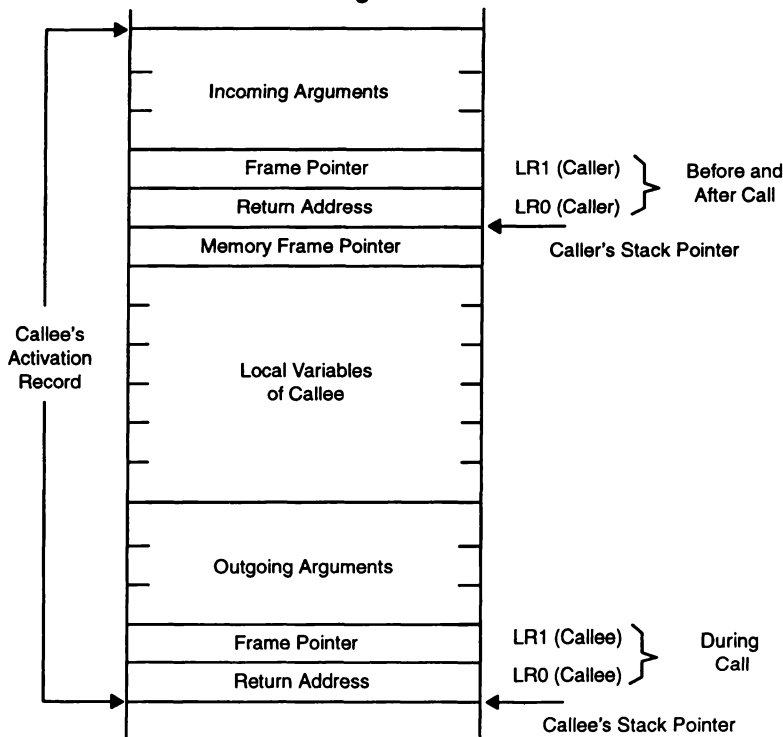 Incoming Arguments
Frame Pointer
LR1 (Caller)
Before and
After Call
Return Address
LR0 (Caller)
Memory Frame Pointer
Caller's Stack Pointer
Callee's
Activation
Record
Local Variables
of Callee
Outgoing Arguments
Frame Pointer
LR1 (Callee)
During
Call
Return Address
LR0 (Callee)
Callee's Stack Pointer